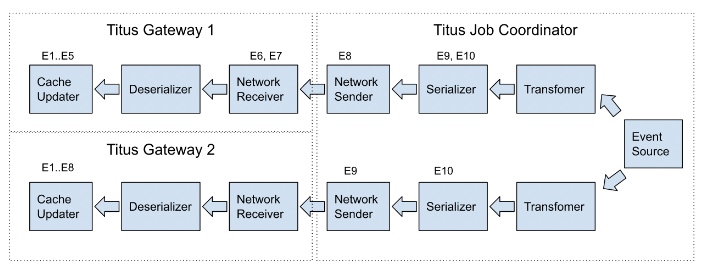 Titus Gateway 1
Titus Job Coordinator
E1..E5
E6, E7
E8
E9, E10
Cache
Updater
Deserializer
Network
Receiver
Network
Sender
Serializer
Transfomer
Event
Source
Titus Gateway 2
E1..E8
E9
E10
Cache
Updater
Deserializer
Network
Receiver
Network
Sender
Serializer
Transfomer